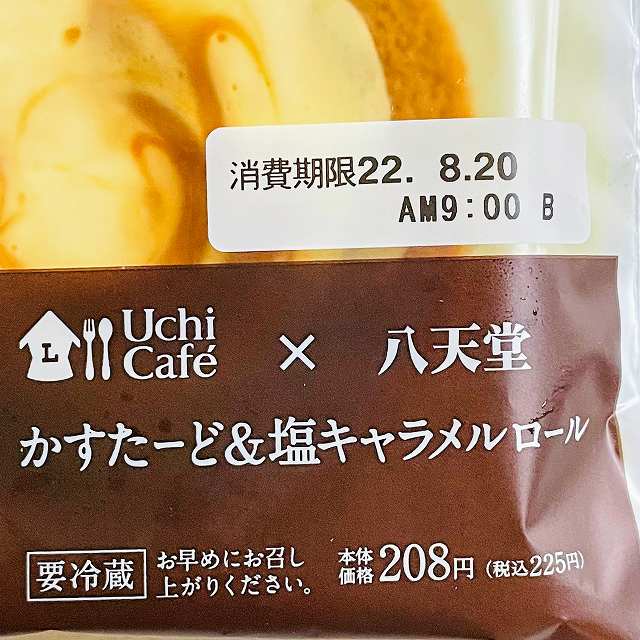 消費期限22. 8.20
AM9:00 B
L Uchi Café × 八天堂
かすたーど&塩キャラメルロール
要冷蔵 お早めにお召し上がりください。 本体価格208円(税込225円)